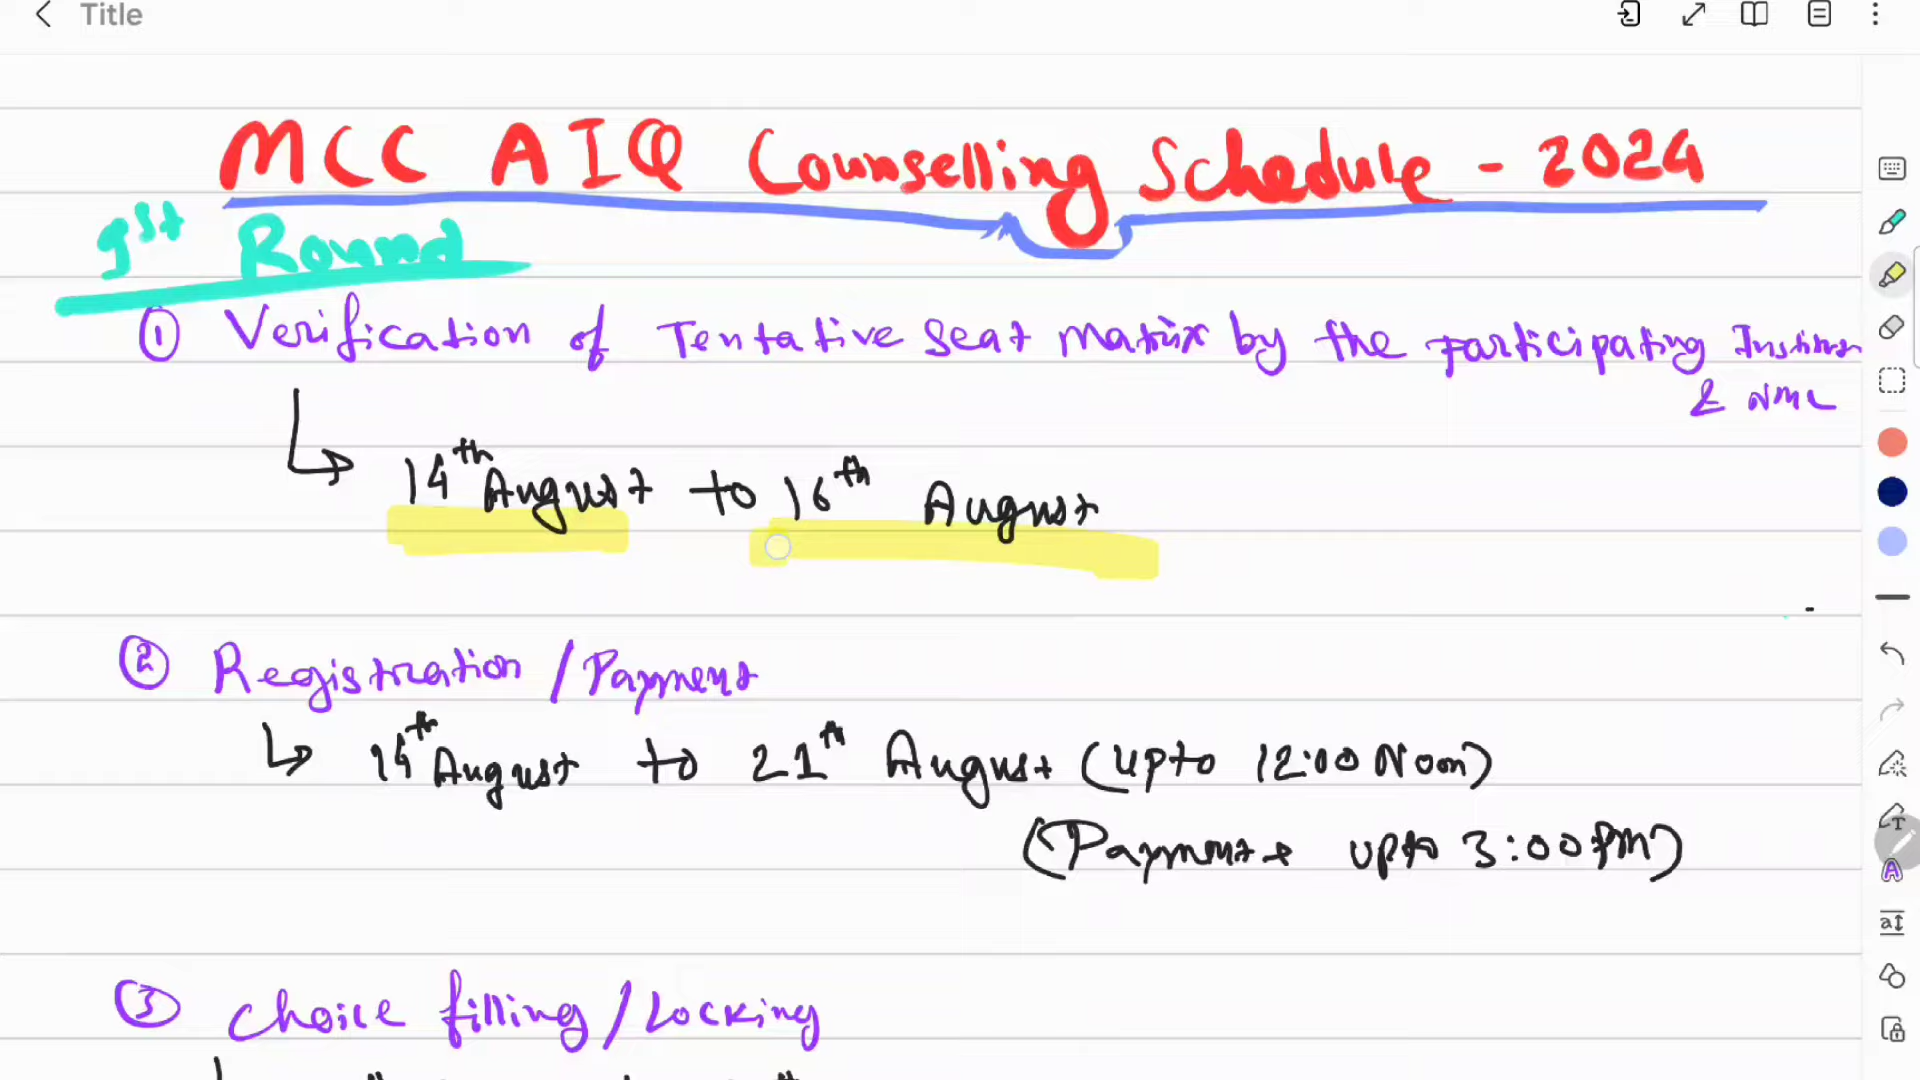 Title
MCC AIQ Counselling Schedule - 2024
1st Round
① Verification of Tentative Seat Matrix by the participating
& NMC
14th August to 16th August
② Registration / Payment
14th August to 21th August (upto 12:00 Noon)
(Payment upto 3:00 PM)
③ Choice filling / Locking